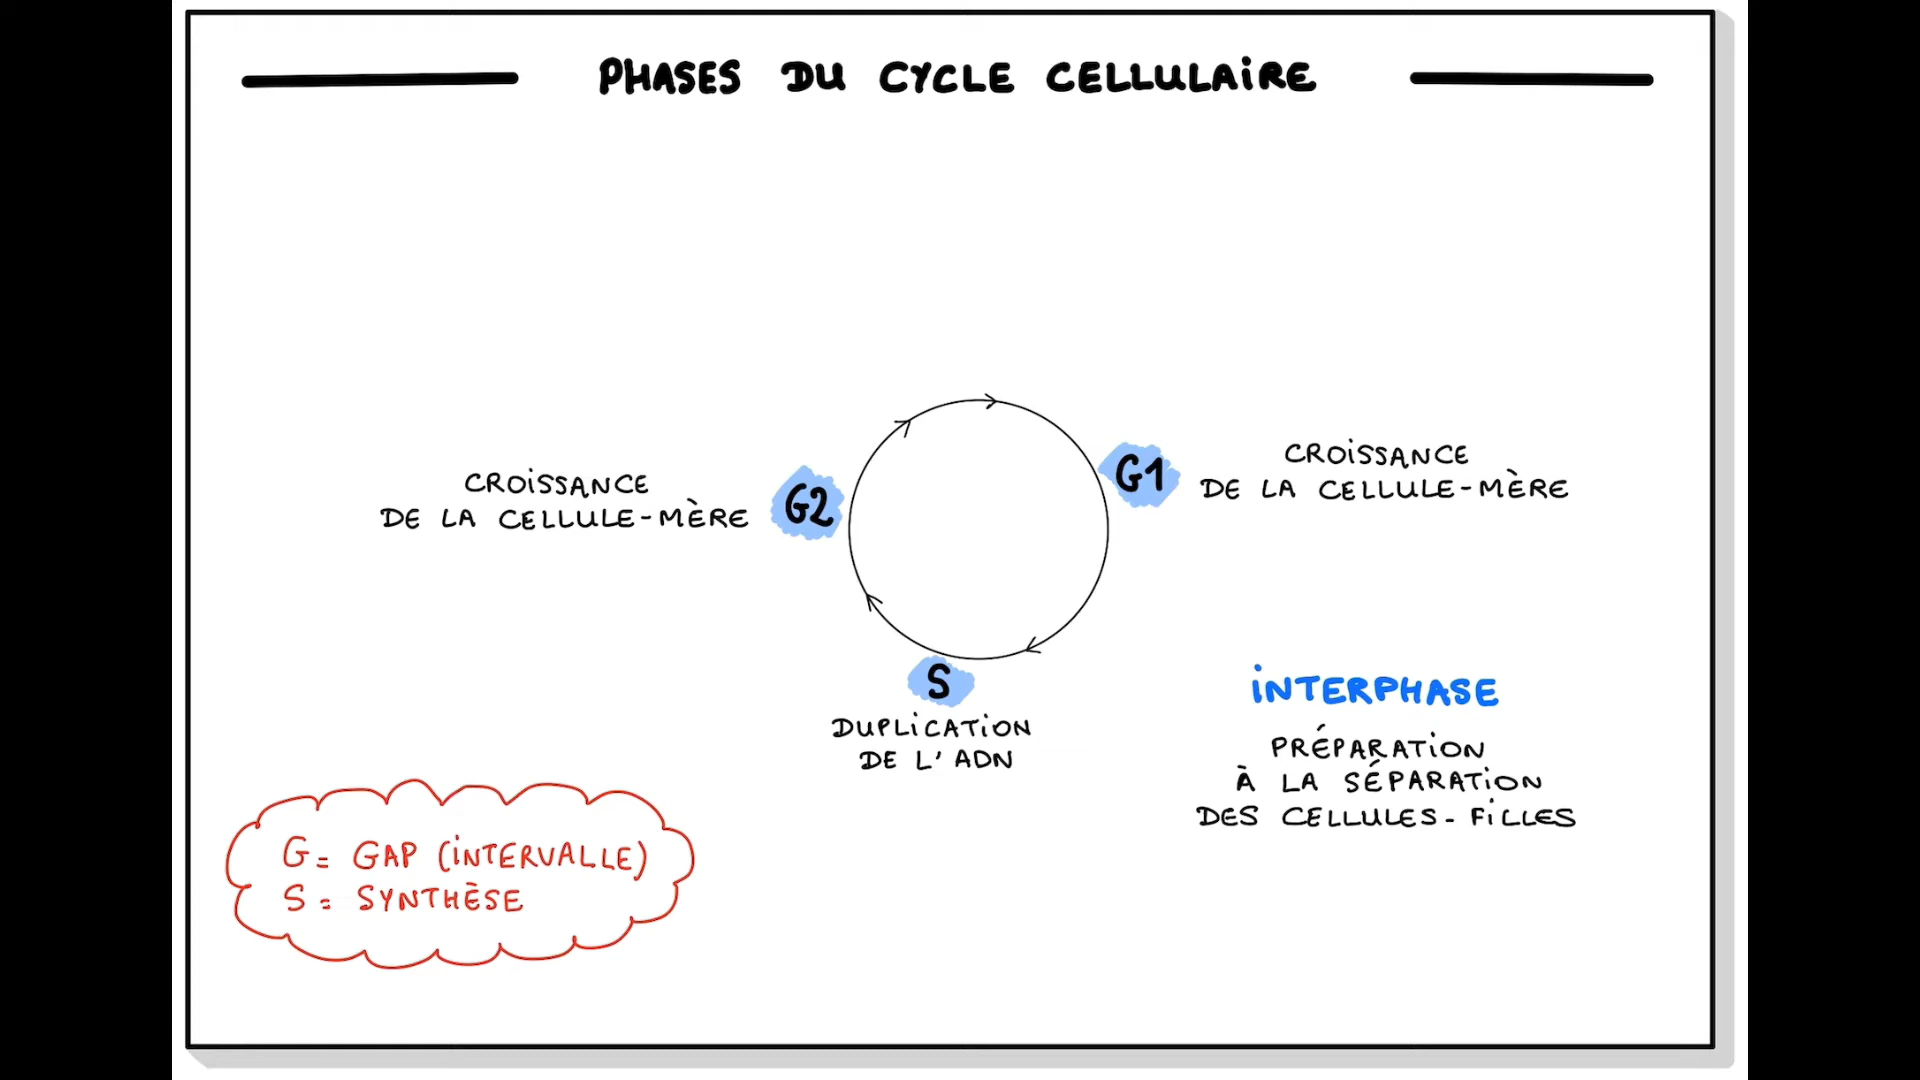 PHASES DU CYCLE CELLULAIRE
CROISSANCE
DE LA CELLULE-MÈRE
G2
G1
CROISSANCE
DE LA CELLULE-MÈRE
S
DUPLICATION
DE L'ADN
INTERPHASE
PRÉPARATION
À LA SÉPARATION
DES CELLULES-FILLES
G = GAP (INTERVALLE)
S = SYNTHÈSE